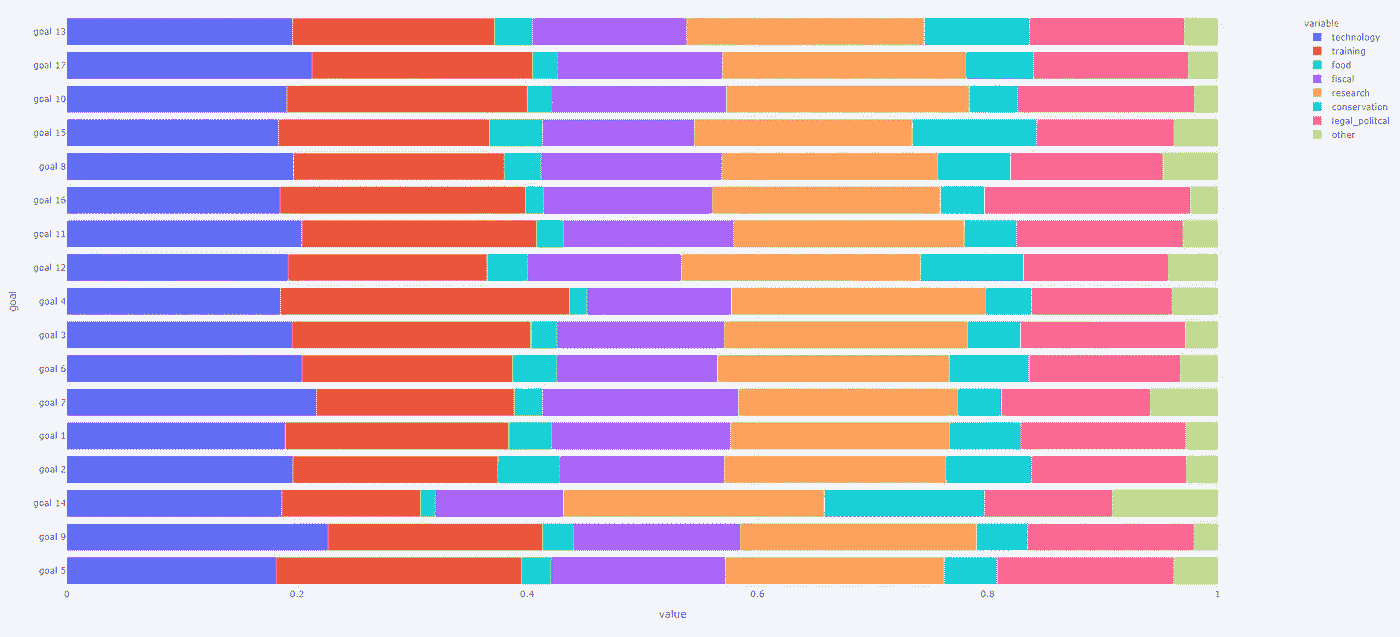 variable
technology
training
food
fiscal
research
conservation
legal_politcal
other
goal
goal 13
goal 17
goal 10
goal 15
goal 8
goal 16
goal 11
goal 12
goal 4
goal 3
goal 6
goal 7
goal 1
goal 2
goal 14
goal 9
goal 5
0 0.2 0.4 0.6 0.8 1
value